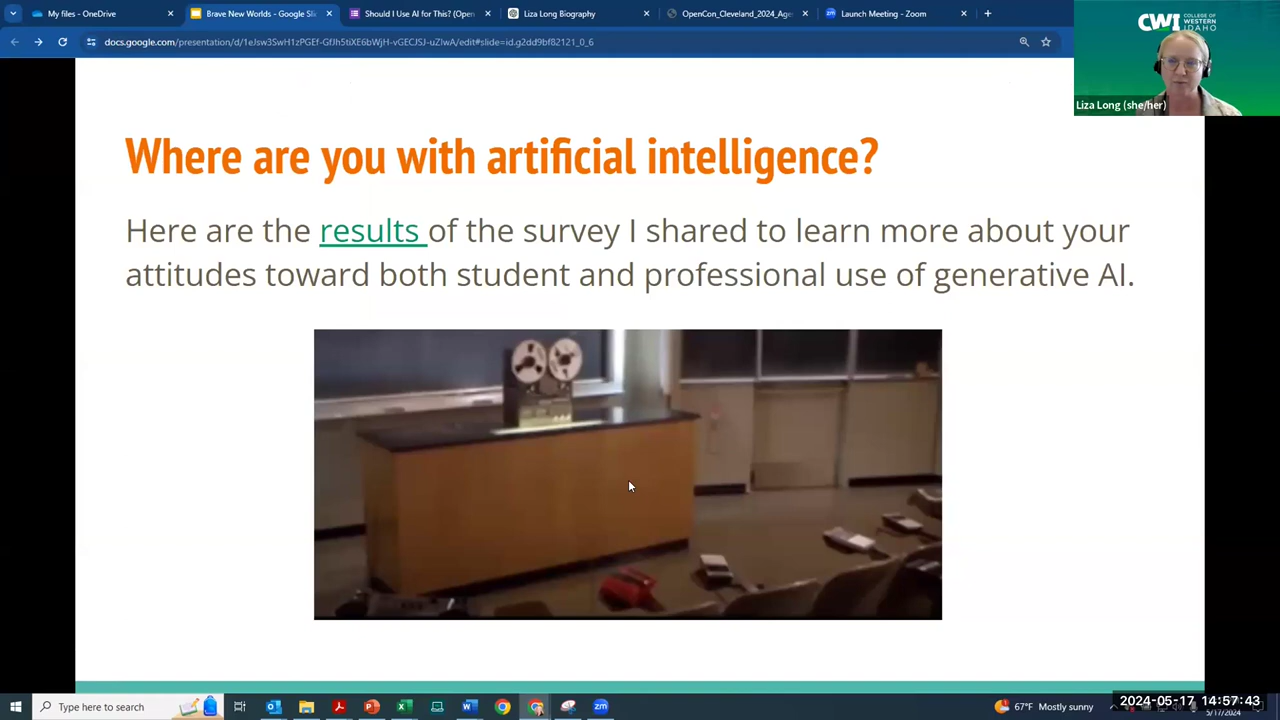 My files - OneDrive
Brave New Worlds - Google Sli
Should I Use AI for This? (Open
Liza Long Biography
OpenCon_Cleveland_2024_Age
Launch Meeting - Zoom
CWI COLLEGE OF
WESTERN
IDAHO
Liza Long (she/her)
Where are you with artificial intelligence?
Here are the results of the survey I shared to learn more about your
attitudes toward both student and professional use of generative AI.
Type here to search
67°F Mostly sunny
2024-05-17 14:57:43
5/17/2024